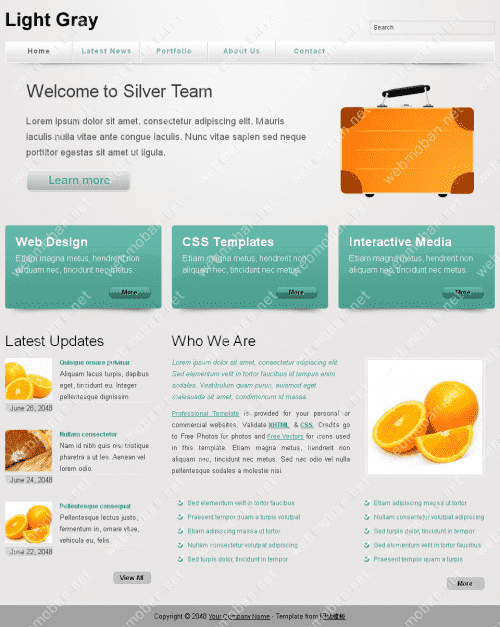 Light Gray
Search
Home
Latest News
Portfolio
About Us
Contact
Welcome to Silver Team
Lorem ipsum dolor sit amet, consectetur adipiscing elit. Mauris
iaculis nulla vitae ante congue iaculis. Nunc vitae sapien sed neque
porttitor egestas sit amet ut ligula.
Learn more
Web Design
Etiam magna metus, hendrerit non
aliquam nec, tincidunt nec metus.
More
CSS Templates
Etiam magna metus, hendrerit non
aliquam nec, tincidunt nec metus.
More
Interactive Media
Etiam magna metus, hendrerit non
aliquam nec, tincidunt nec metus.
More
Latest Updates
Quisque ornare pulvinar
Aliquam lacus turpis, dapibus
eget, tincidunt eu. Integer
pellentesque dignissim.
June 26, 2048
Nullam consectetur
Nam id nibh quis nisi tristique
pharetra a ut leo. Aenean vel
lorem odio.
June 24, 2048
Pellentesque consequat
Pellentesque lectus justo,
fermentum in, ornare vitae,
vehicula eu, felis.
June 22, 2048
View All
Who We Are
Lorem ipsum dolor sit amet, consectetur adipiscing elit.
Sed elementum velit in tortor faucibus id tempus enim
sodales. Vestibulum quam purus, euismod eget
malesuada sit amet, condimentum id massa.
Professional Template is provided for your personal or
commercial websites. Validate XHTML & CSS. Credits go
to Free Photos for photos and Free Vectors for icons used
in this template. Etiam magna metus, hendrerit non
aliquam nec, tincidunt nec metus. Sed nec odio vel nulla
pellentesque sodales a molestie nisi.
Sed elementum velit in tortor faucibus
Praesent tempor quam a turpis volutpat
Etiam adipiscing massa ut tortor
Nullam consectetur volutpat adipiscing
Sed turpis dolor, tincidunt in tempor
Etiam adipiscing massa ut tortor
Nullam consectetur volutpat adipiscing
Sed turpis dolor, tincidunt in tempor
Sed elementum velit in tortor faucibus
Praesent tempor quam a turpis
More
Copyright © 2048 Your Company Name - Template from 网站模板
webmoban.net